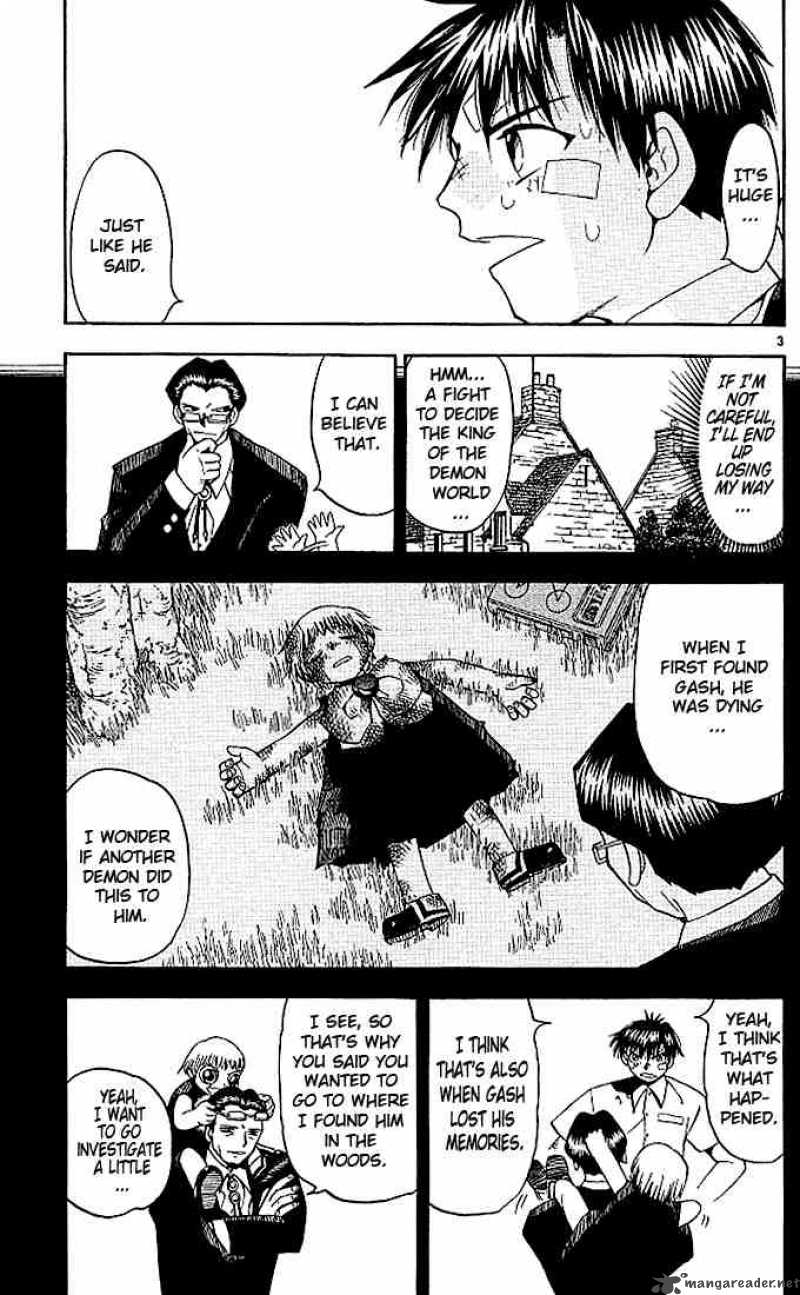 IT'S
HUGE
...
JUST
LIKE HE
SAID.
3
IF I'M
NOT
CAREFUL,
I'LL END
UP
LOSING
MY WAY
...
HMM...
A FIGHT
TO DECIDE
THE KING
OF THE
DEMON
WORLD
...
I CAN
BELIEVE
THAT.
WHEN I
FIRST FOUND
GASH, HE
WAS DYING
...
I WONDER
IF ANOTHER
DEMON DID
THIS TO
HIM.
YEAH,
I THINK
THAT'S
WHAT
HAP-
PENED.
I THINK
THAT'S ALSO
WHEN GASH
LOST HIS
MEMORIES.
I SEE, SO
THAT'S WHY
YOU SAID YOU
WANTED TO
GO TO WHERE
I FOUND HIM
IN THE
WOODS.
YEAH,
I WANT
TO GO
INVESTIGATE
A LITTLE
...
mangareader.net